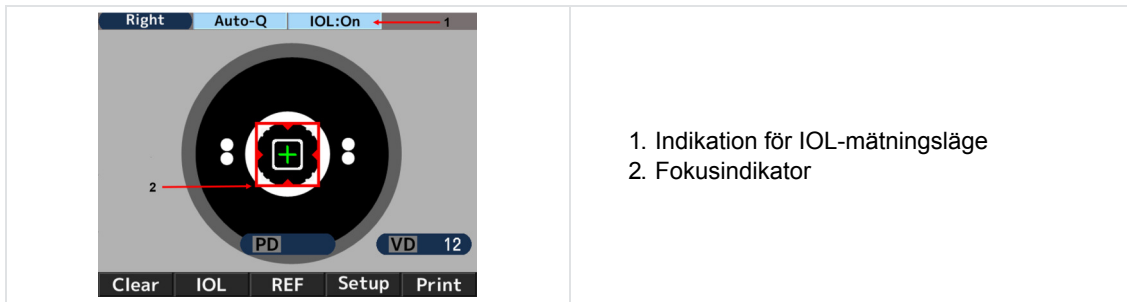 Right Auto-Q IOL:On 1
2
PD VD 12
Clear IOL REF Setup Print
1. Indikation för IOL-mätningsläge
2. Fokusindikator